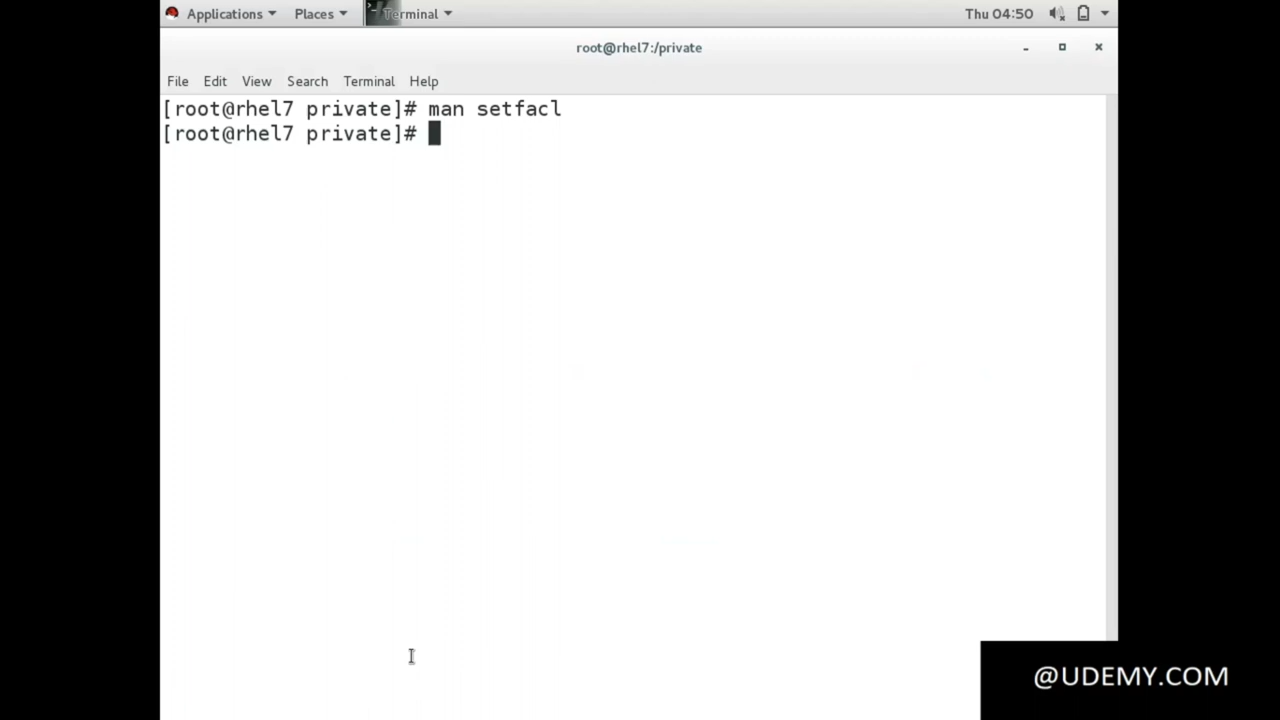 Applications Places Terminal Thu 04:50
root@rhel7:/private
File Edit View Search Terminal Help
[root@rhel7 private]# man setfacl
[root@rhel7 private]#
@UDEMY.COM